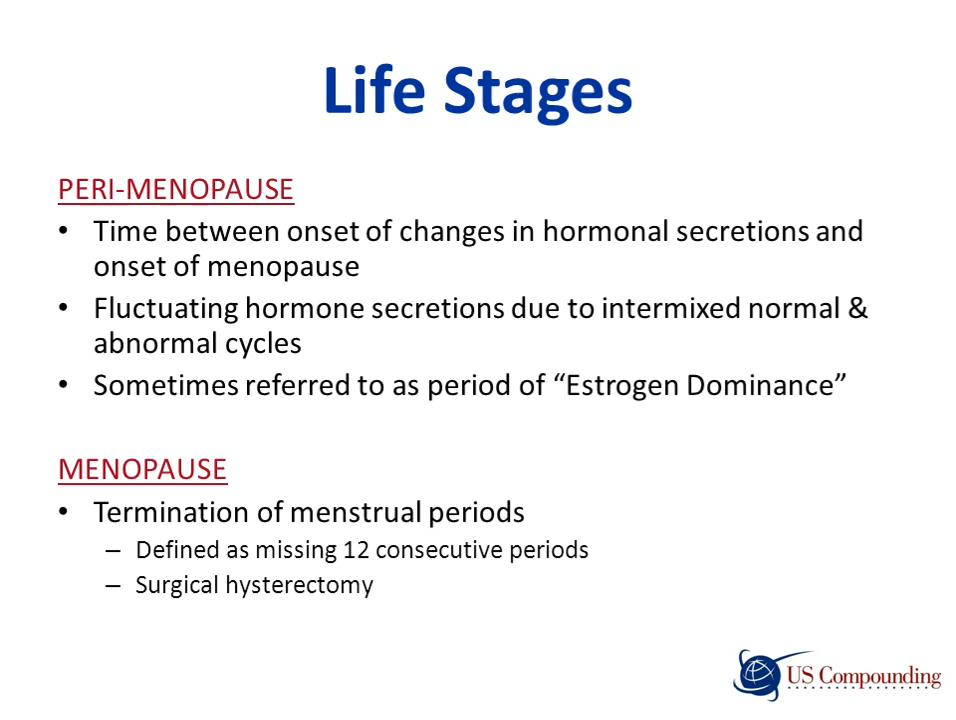 Life Stages
PERI-MENOPAUSE
• Time between onset of changes in hormonal secretions and
onset of menopause
• Fluctuating hormone secretions due to intermixed normal &
abnormal cycles
• Sometimes referred to as period of “Estrogen Dominance”
MENOPAUSE
• Termination of menstrual periods
– Defined as missing 12 consecutive periods
– Surgical hysterectomy
US Compounding